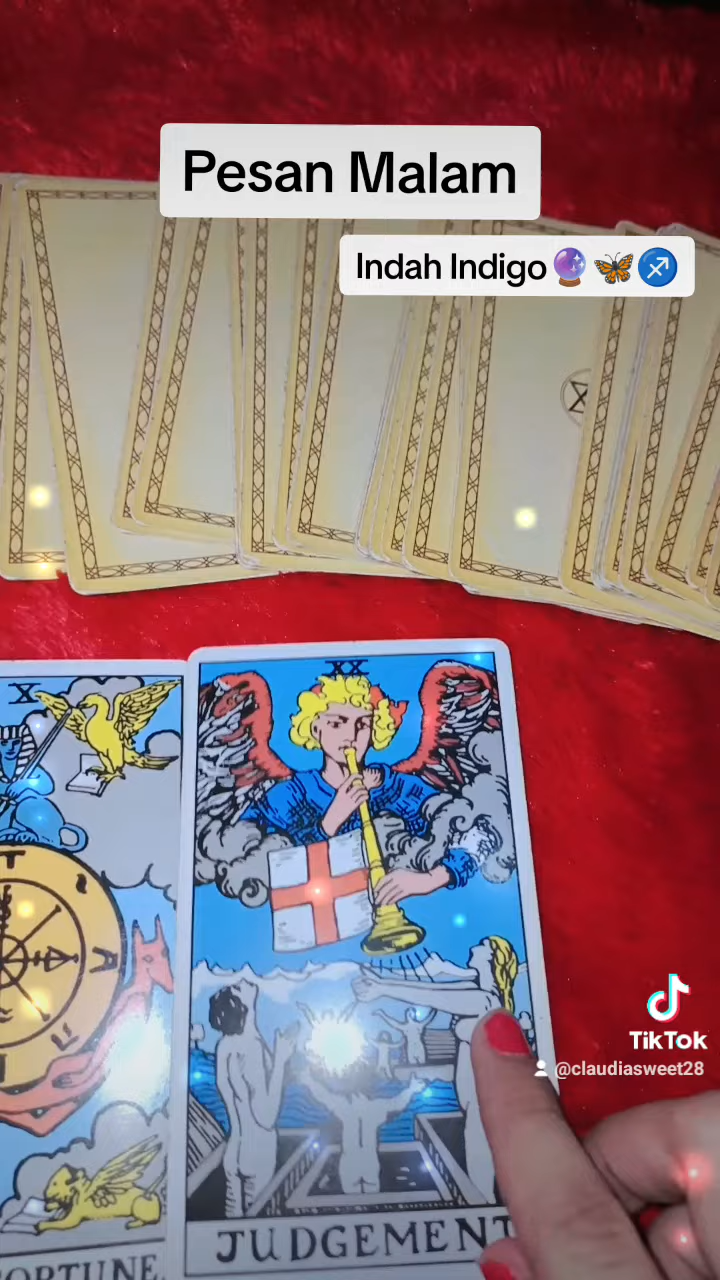 Pesan Malam
Indah Indigo🔮🦋♐
XX
X
TikTok
@claudiasweet28
JUDGEMENT